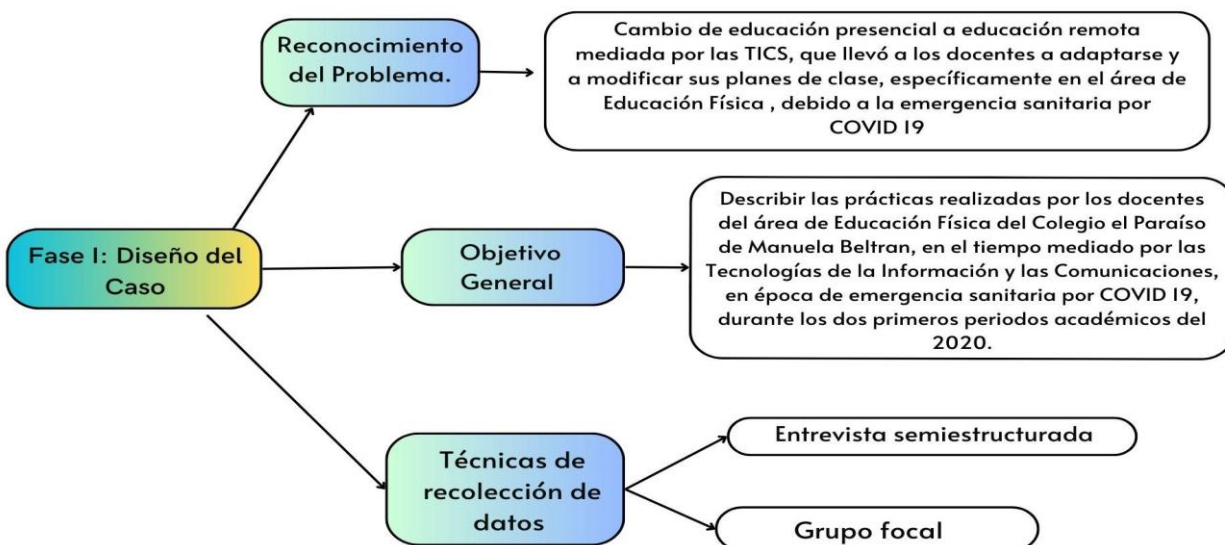 Reconocimiento
del Problema.
Cambio de educación presencial a educación remota
mediada por las TICS, que llevó a los docentes a adaptarse y
a modificar sus planes de clase, específicamente en el área de
Educación Física , debido a la emergencia sanitaria por
COVID 19
Fase I: Diseño del
Caso
Objetivo
General
Describir las prácticas realizadas por los docentes
del área de Educación Física del Colegio el Paraíso
de Manuela Beltran, en el tiempo mediado por las
Tecnologías de la Información y las Comunicaciones,
en época de emergencia sanitaria por COVID 19,
durante los dos primeros periodos académicos del
2020.
Técnicas de
recolección de
datos
Entrevista semiestructurada
Grupo focal